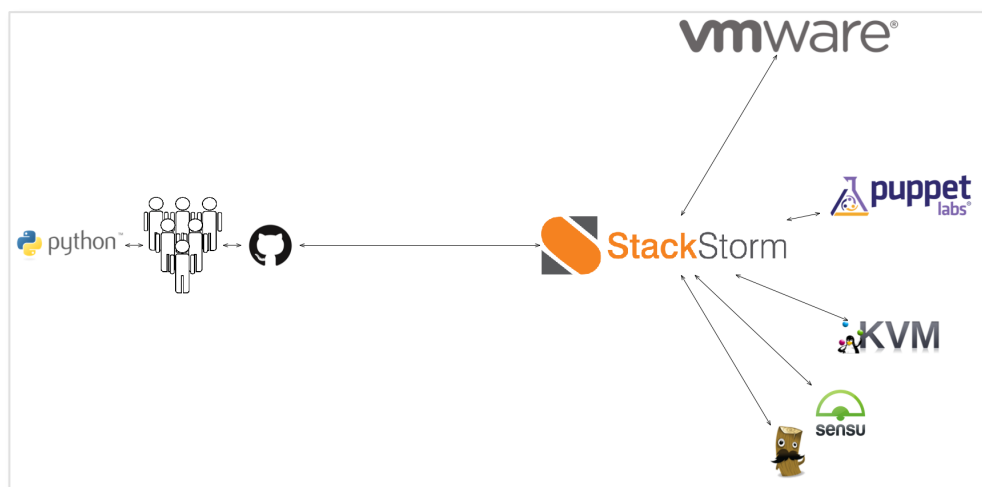 vmware®
puppet
labs®
python™
StackStorm
KVM
sensu